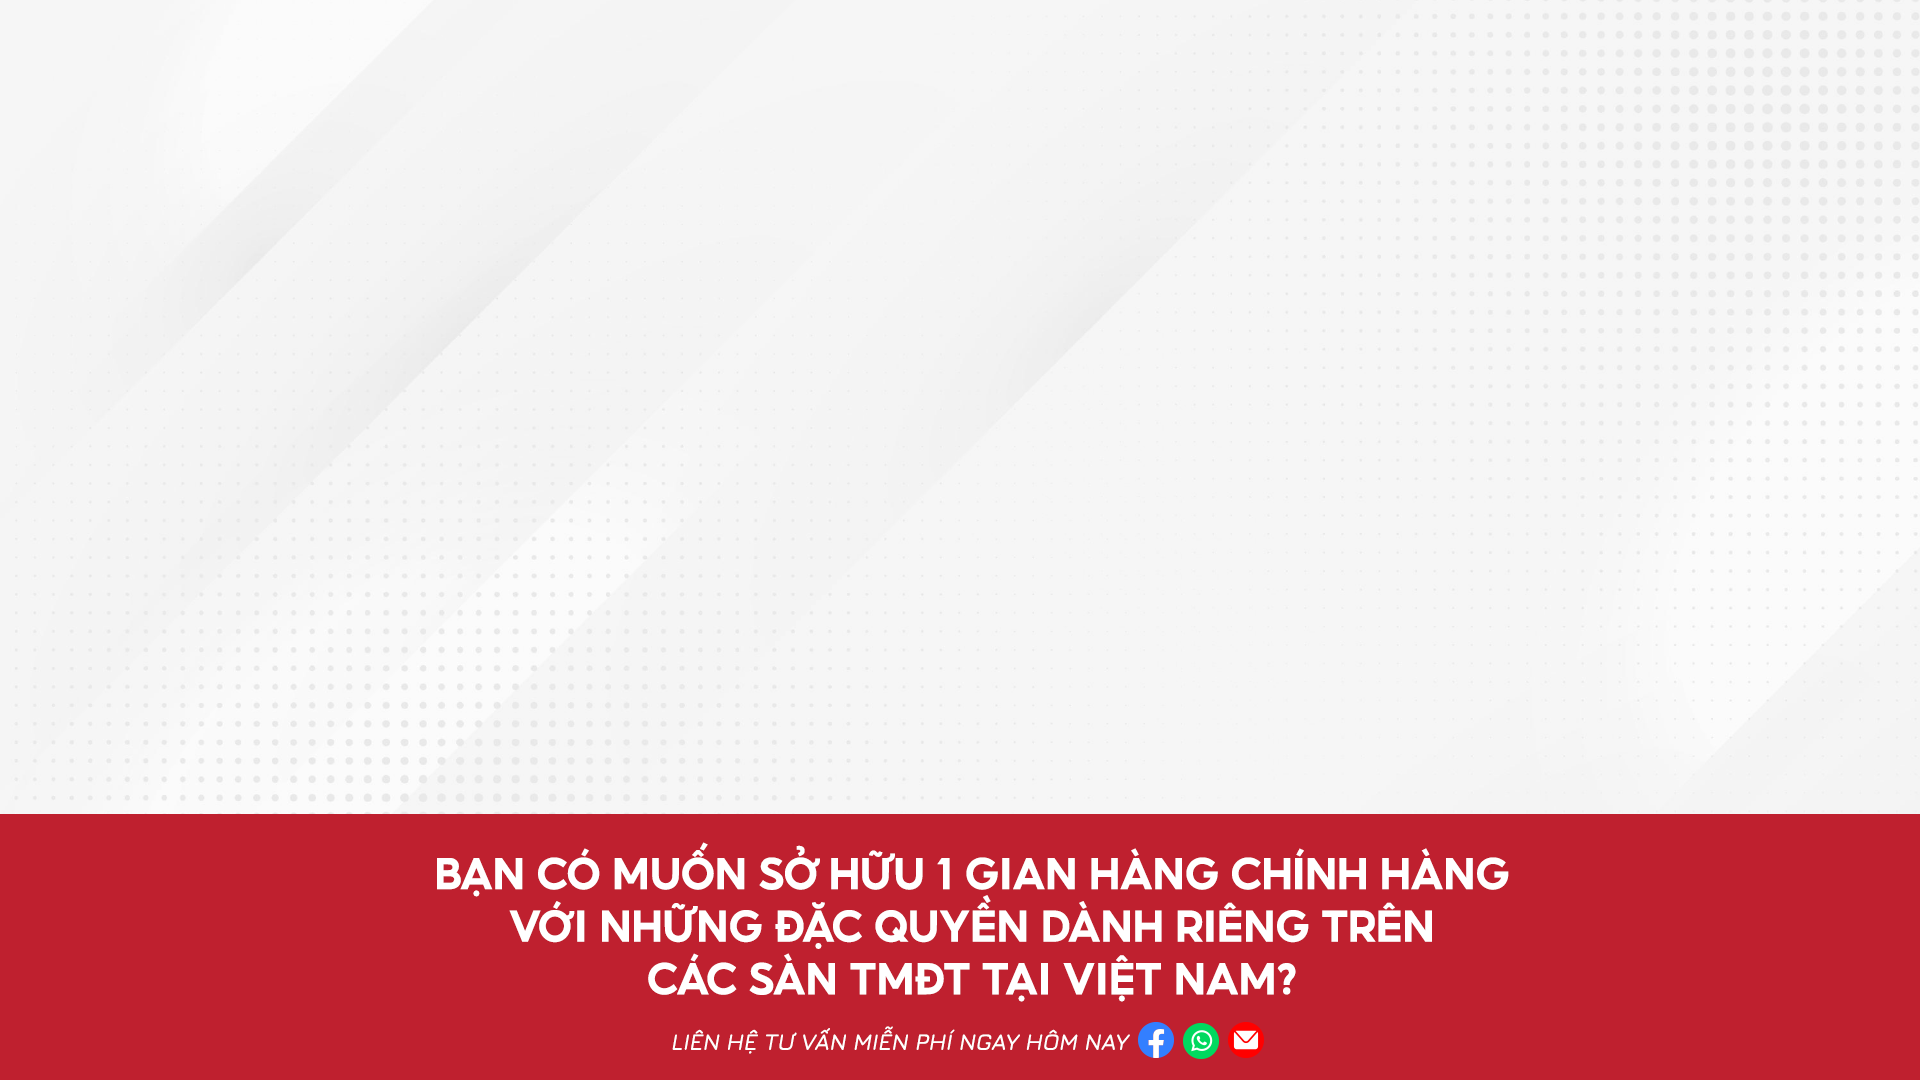 BẠN CÓ MUỐN SỞ HỮU 1 GIAN HÀNG CHÍNH HÀNG
VỚI NHỮNG ĐẶC QUYỀN DÀNH RIÊNG TRÊN
CÁC SÀN TMĐT TẠI VIỆT NAM?
LIÊN HỆ TƯ VẤN MIỄN PHÍ NGAY HÔM NAY